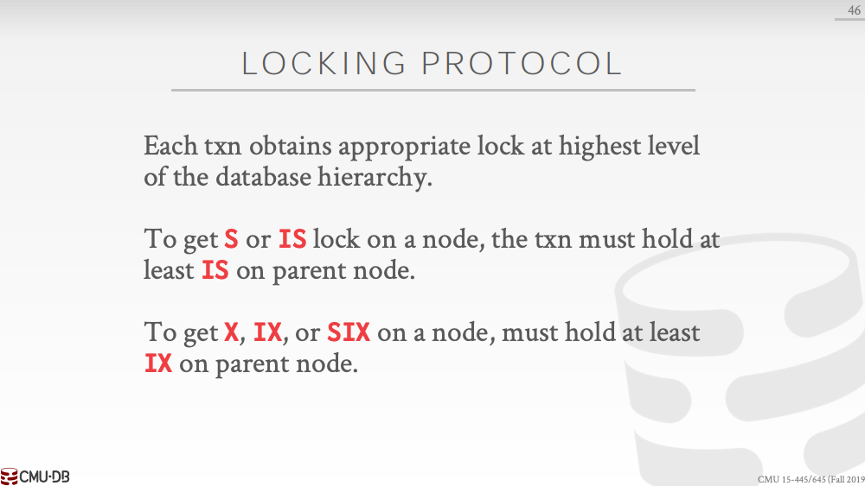 46
LOCKING PROTOCOL
Each txn obtains appropriate lock at highest level
of the database hierarchy.
To get S or IS lock on a node, the txn must hold at
least IS on parent node.
To get X, IX, or SIX on a node, must hold at least
IX on parent node.
CMU·DB
CMU 15-445/645 (Fall 2019